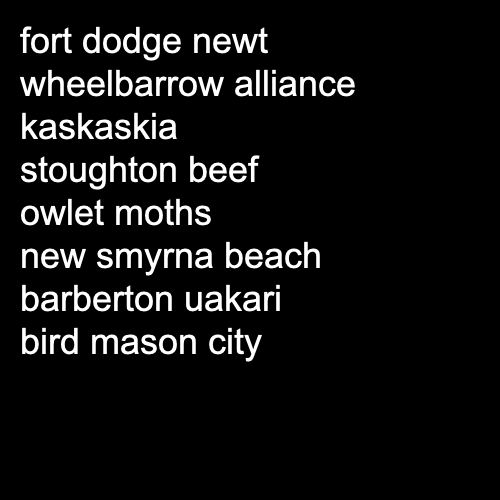 fort dodge newt
wheelbarrow alliance
kaskaskia
stoughton beef
owlet moths
new smyrna beach
barberton uakari
bird mason city